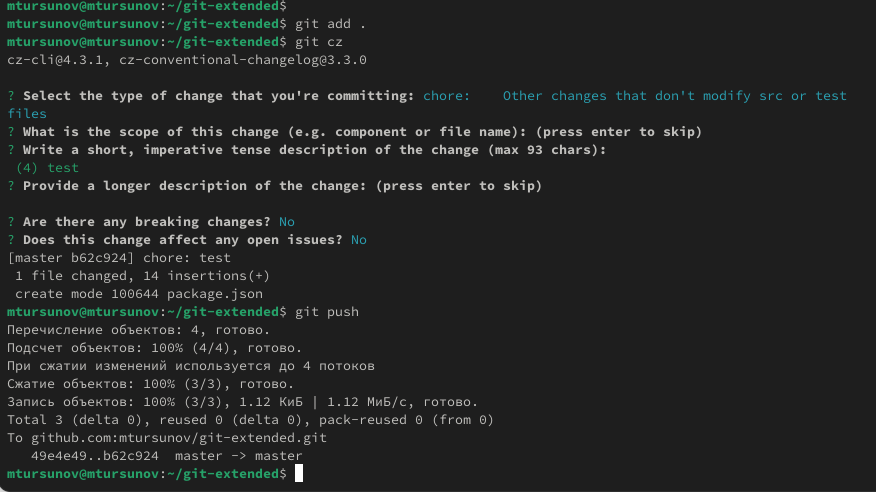 mtursunov@mtursunov:~/git-extended$
mtursunov@mtursunov:~/git-extended$ git add .
mtursunov@mtursunov:~/git-extended$ git cz
cz-cli@4.3.1, cz-conventional-changelog@3.3.0
? Select the type of change that you're committing: chore:    Other changes that don't modify src or test
files
? What is the scope of this change (e.g. component or file name): (press enter to skip)
? Write a short, imperative tense description of the change (max 93 chars):
 (4) test
? Provide a longer description of the change: (press enter to skip)
? Are there any breaking changes? No
? Does this change affect any open issues? No
[master b62c924] chore: test
 1 file changed, 14 insertions(+)
 create mode 100644 package.json
mtursunov@mtursunov:~/git-extended$ git push
Перечисление объектов: 4, готово.
Подсчет объектов: 100% (4/4), готово.
При сжатии изменений используется до 4 потоков
Сжатие объектов: 100% (3/3), готово.
Запись объектов: 100% (3/3), 1.12 КиБ | 1.12 МиБ/с, готово.
Total 3 (delta 0), reused 0 (delta 0), pack-reused 0 (from 0)
To github.com:mtursunov/git-extended.git
   49e4e49..b62c924  master -> master
mtursunov@mtursunov:~/git-extended$